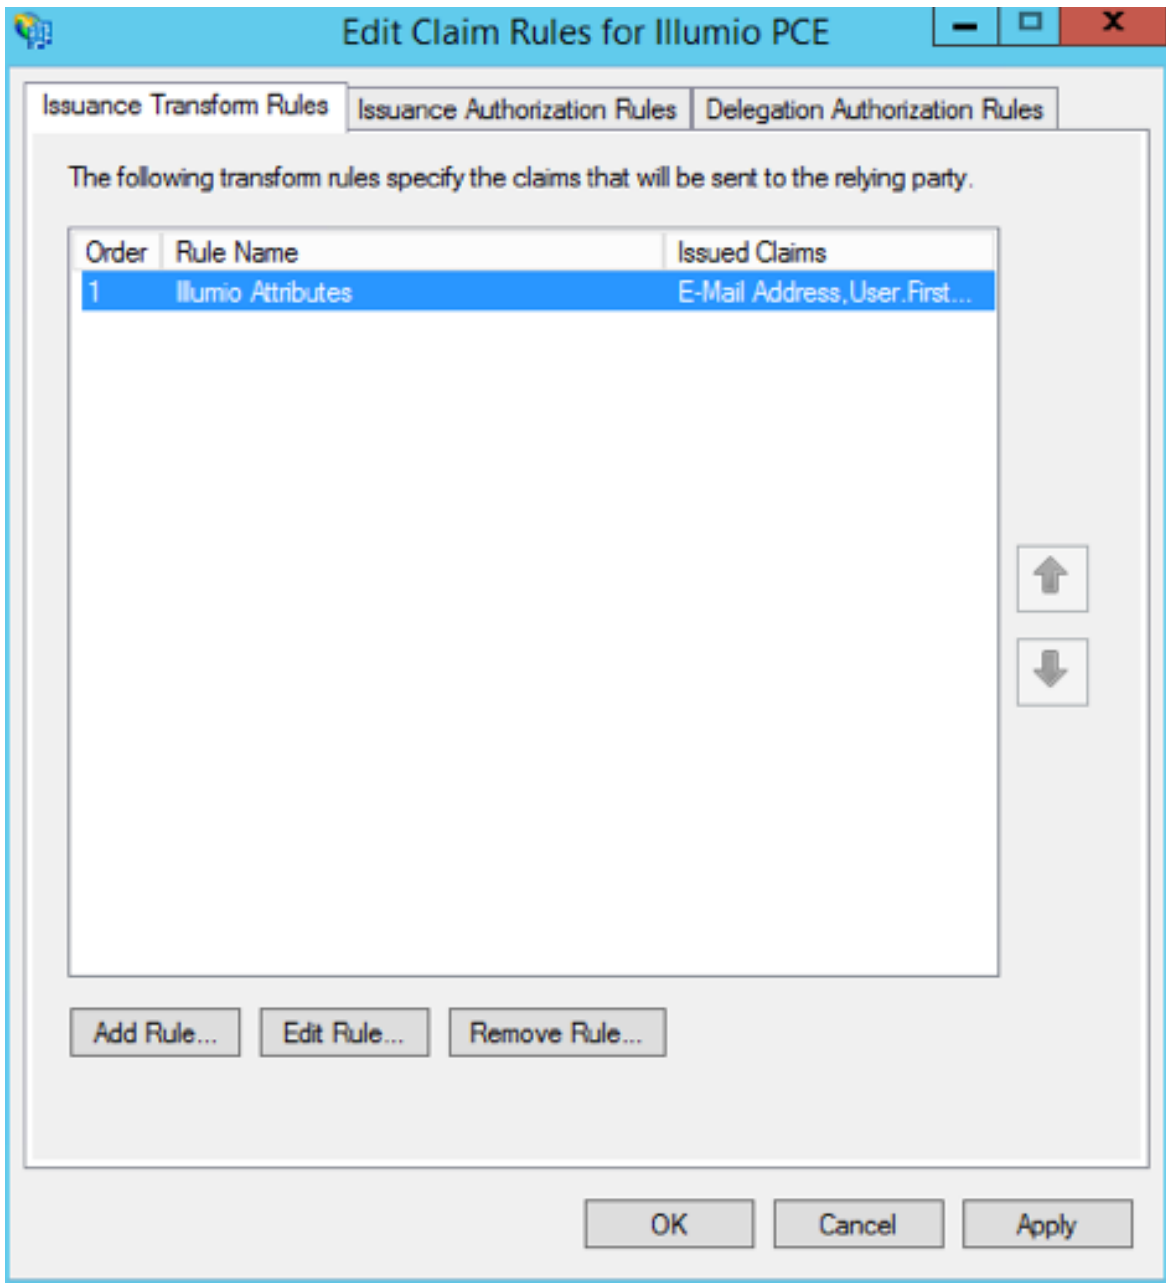 Edit Claim Rules for Illumio PCE
Issuance Transform Rules Issuance Authorization Rules Delegation Authorization Rules
The following transform rules specify the claims that will be sent to the relying party.
Order Rule Name Issued Claims
1 Illumio Attributes E-Mail Address,User.First...
Add Rule... Edit Rule... Remove Rule...
OK Cancel Apply